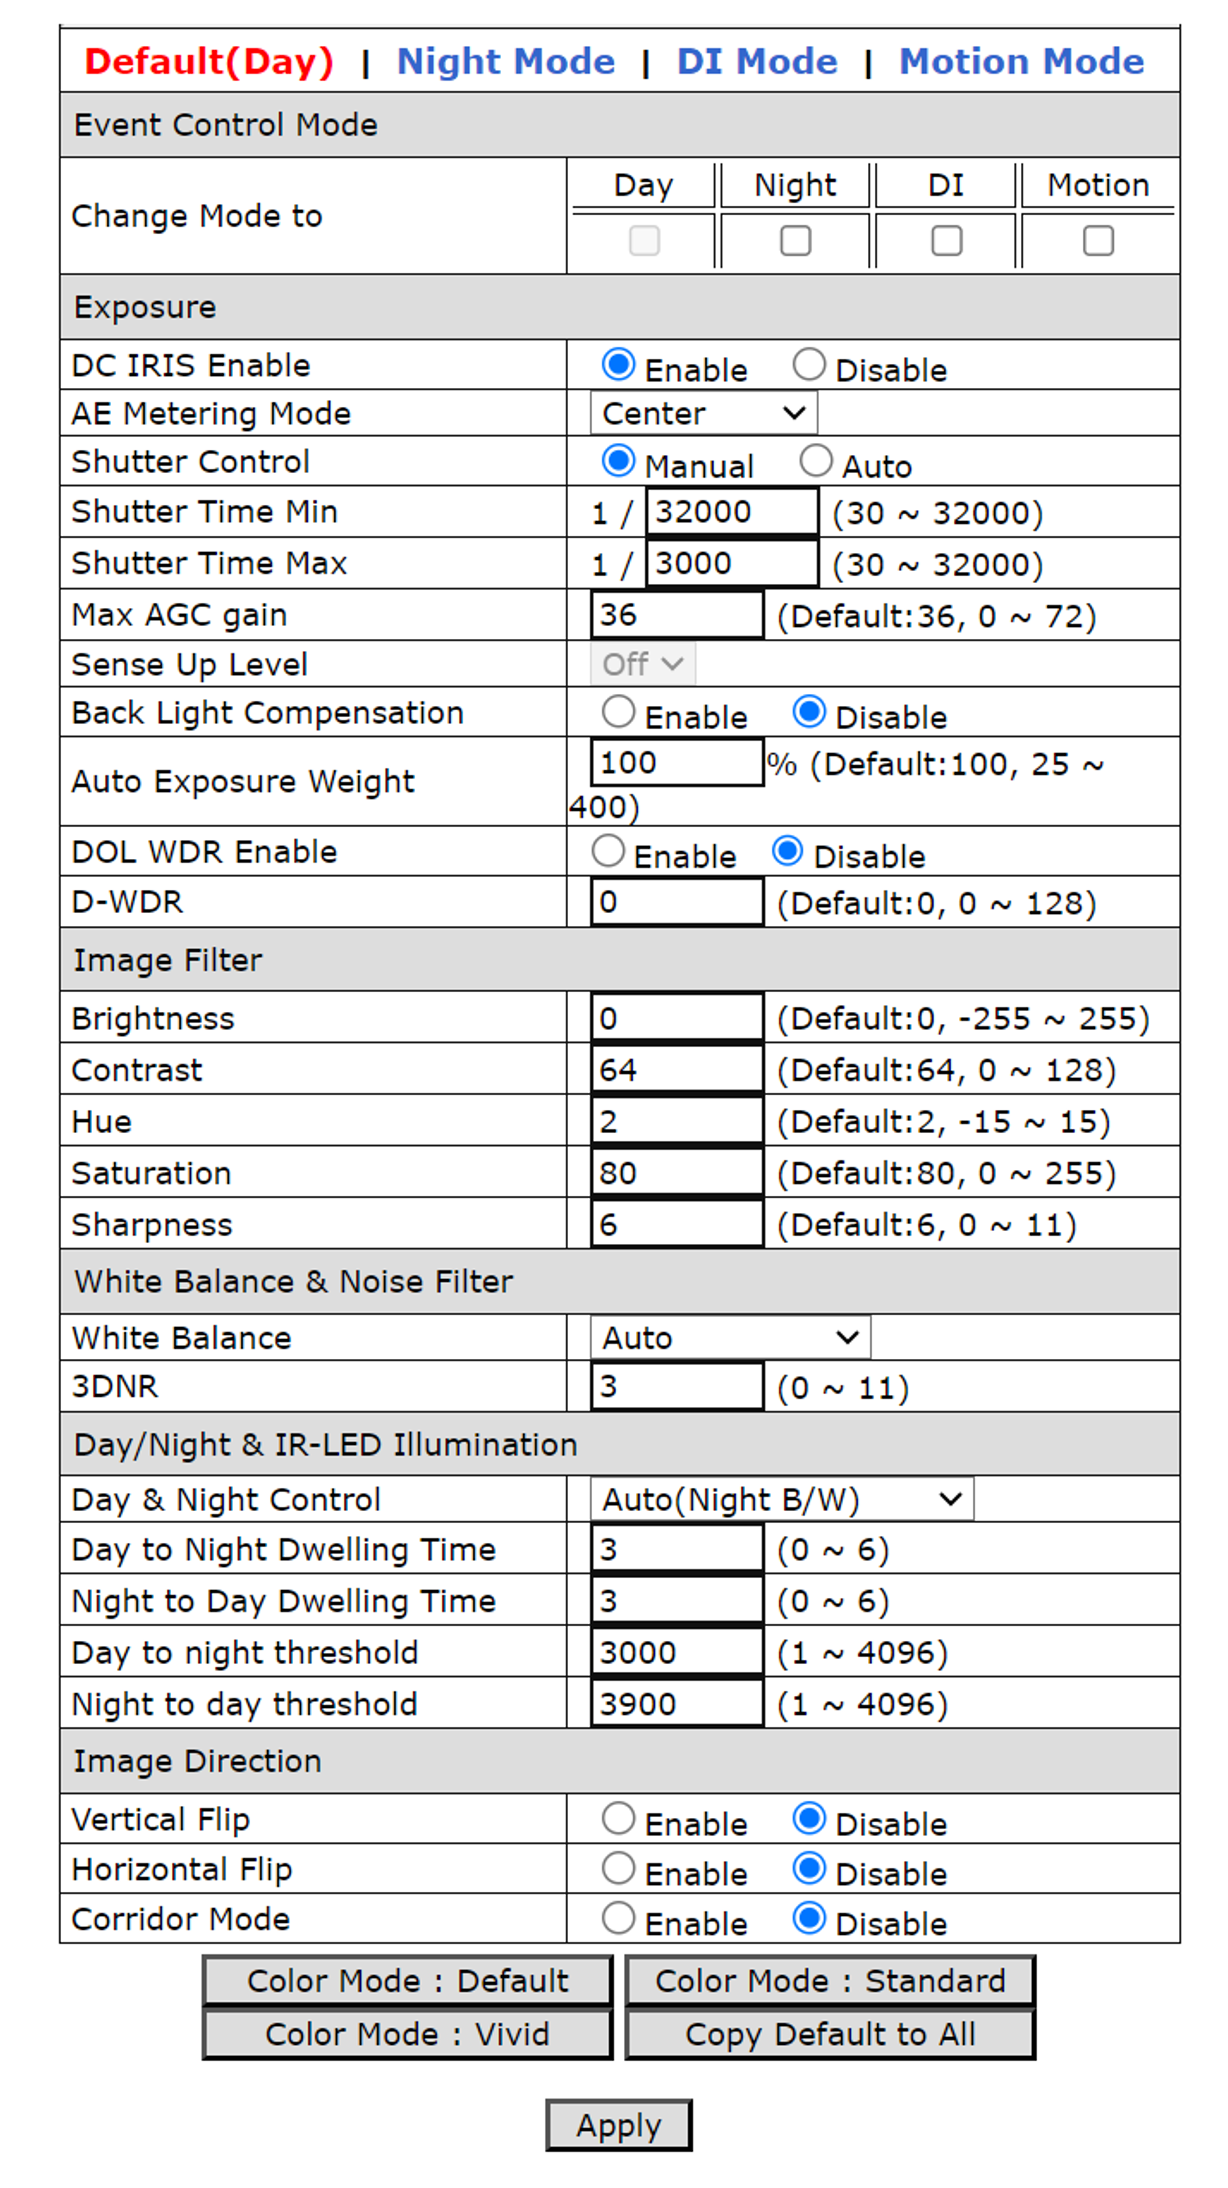 Default(Day) | Night Mode | DI Mode | Motion Mode
Event Control Mode
Day Night DI Motion
Change Mode to
Exposure
DC IRIS Enable Enable Disable
AE Metering Mode Center
Shutter Control Manual Auto
Shutter Time Min 1 / 32000 (30 ~ 32000)
Shutter Time Max 1 / 3000 (30 ~ 32000)
Max AGC gain 36 (Default:36, 0 ~ 72)
Sense Up Level Off
Back Light Compensation Enable Disable
Auto Exposure Weight 100 % (Default:100, 25 ~
400)
DOL WDR Enable Enable Disable
D-WDR 0 (Default:0, 0 ~ 128)
Image Filter
Brightness 0 (Default:0, -255 ~ 255)
Contrast 64 (Default:64, 0 ~ 128)
Hue 2 (Default:2, -15 ~ 15)
Saturation 80 (Default:80, 0 ~ 255)
Sharpness 6 (Default:6, 0 ~ 11)
White Balance & Noise Filter
White Balance Auto
3DNR 3 (0 ~ 11)
Day/Night & IR-LED Illumination
Day & Night Control Auto(Night B/W)
Day to Night Dwelling Time 3 (0 ~ 6)
Night to Day Dwelling Time 3 (0 ~ 6)
Day to night threshold 3000 (1 ~ 4096)
Night to day threshold 3900 (1 ~ 4096)
Image Direction
Vertical Flip Enable Disable
Horizontal Flip Enable Disable
Corridor Mode Enable Disable
Color Mode : Default Color Mode : Standard
Color Mode : Vivid Copy Default to All
Apply